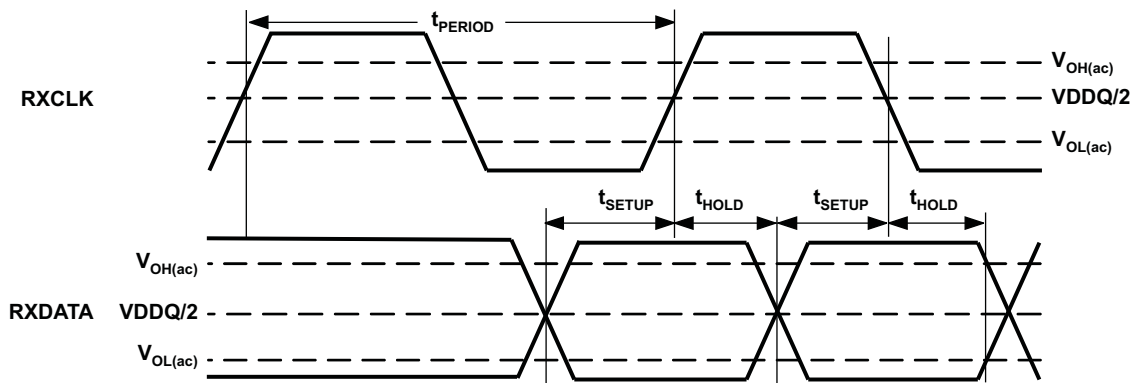 tPERIOD
VOH(ac)
RXCLK VDDQ/2
VOL(ac)
tSETUP tHOLD tSETUP tHOLD
VOH(ac)
RXDATA VDDQ/2
VOL(ac)